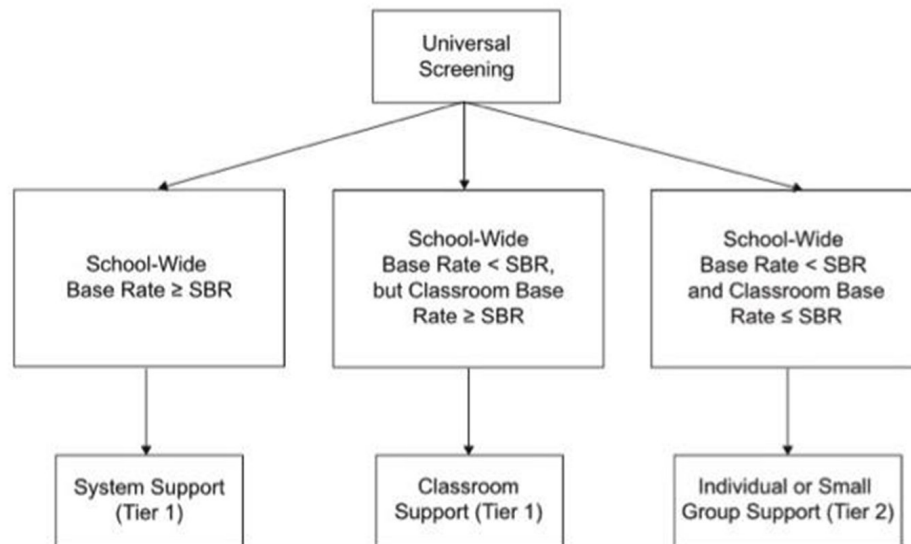 Universal
Screening
School-Wide
Base Rate ≥ SBR
School-Wide
Base Rate < SBR,
but Classroom Base
Rate ≥ SBR
School-Wide
Base Rate < SBR
and Classroom Base
Rate ≤ SBR
System Support
(Tier 1)
Classroom
Support (Tier 1)
Individual or Small
Group Support (Tier 2)